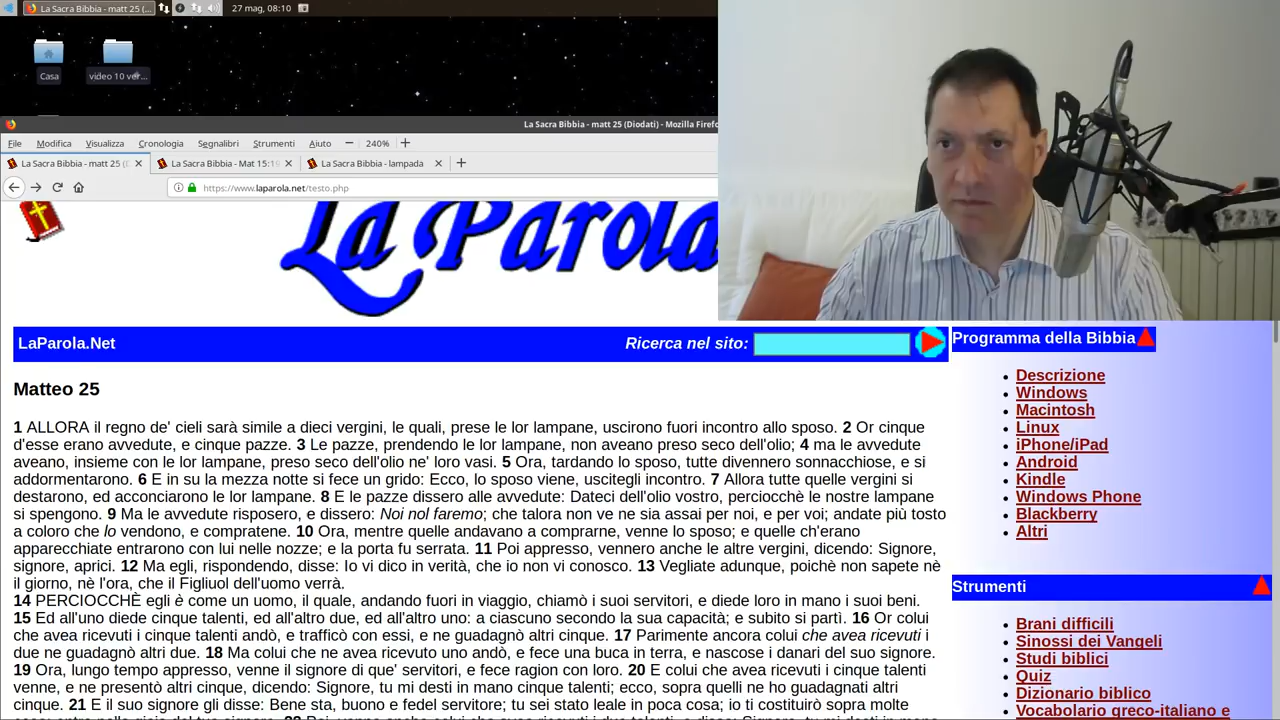 La Sacra Bibbia - matt 25 (...
27 mag, 08:10
Casa
video 10 ver...
La Sacra Bibbia - matt 25 (Diodati) - Mozilla Firefo
File Modifica Visualizza Cronologia Segnalibri Strumenti Aiuto − 240% +
La Sacra Bibbia - matt 25 (D
La Sacra Bibbia - Mat 15:19
La Sacra Bibbia - lampada
https://www.laparola.net/testo.php
La Parola
LaParola.Net
Ricerca nel sito:
Matteo 25
1 ALLORA il regno de' cieli sarà simile a dieci vergini, le quali, prese le lor lampane, uscirono fuori incontro allo sposo. 2 Or cinque
d'esse erano avvedute, e cinque pazze. 3 Le pazze, prendendo le lor lampane, non aveano preso seco dell'olio; 4 ma le avvedute
aveano, insieme con le lor lampane, preso seco dell'olio ne' loro vasi. 5 Ora, tardando lo sposo, tutte divennero sonnacchiose, e si
addormentarono. 6 E in su la mezza notte si fece un grido: Ecco, lo sposo viene, uscitegli incontro. 7 Allora tutte quelle vergini si
destarono, ed acconciarono le lor lampane. 8 E le pazze dissero alle avvedute: Dateci dell'olio vostro, perciocchè le nostre lampane
si spengono. 9 Ma le avvedute risposero, e dissero: Noi nol faremo; che talora non ve ne sia assai per noi, e per voi; andate più tosto
a coloro che lo vendono, e compratene. 10 Ora, mentre quelle andavano a comprarne, venne lo sposo; e quelle ch'erano
apparecchiate entrarono con lui nelle nozze; e la porta fu serrata. 11 Poi appresso, vennero anche le altre vergini, dicendo: Signore,
signore, aprici. 12 Ma egli, rispondendo, disse: Io vi dico in verità, che io non vi conosco. 13 Vegliate adunque, poichè non sapete nè
il giorno, nè l'ora, che il Figliuol dell'uomo verrà.
14 PERCIOCCHÈ egli è come un uomo, il quale, andando fuori in viaggio, chiamò i suoi servitori, e diede loro in mano i suoi beni.
15 Ed all'uno diede cinque talenti, ed all'altro due, ed all'altro uno: a ciascuno secondo la sua capacità; e subito si partì. 16 Or colui
che avea ricevuti i cinque talenti andò, e trafficò con essi, e ne guadagnò altri cinque. 17 Parimente ancora colui che avea ricevuti i
due ne guadagnò altri due. 18 Ma colui che ne avea ricevuto uno andò, e fece una buca in terra, e nascose i danari del suo signore.
19 Ora, lungo tempo appresso, venne il signore di que' servitori, e fece ragion con loro. 20 E colui che avea ricevuti i cinque talenti
venne, e ne presentò altri cinque, dicendo: Signore, tu mi desti in mano cinque talenti; ecco, sopra quelli ne ho guadagnati altri
cinque. 21 E il suo signore gli disse: Bene sta, buono e fedel servitore; tu sei stato leale in poca cosa; io ti costituirò sopra molte
Programma della Bibbia
Descrizione
Windows
Macintosh
Linux
iPhone/iPad
Android
Kindle
Windows Phone
Blackberry
Altri
Strumenti
Brani difficili
Sinossi dei Vangeli
Studi biblici
Quiz
Dizionario biblico
Vocabolario greco-italiano e